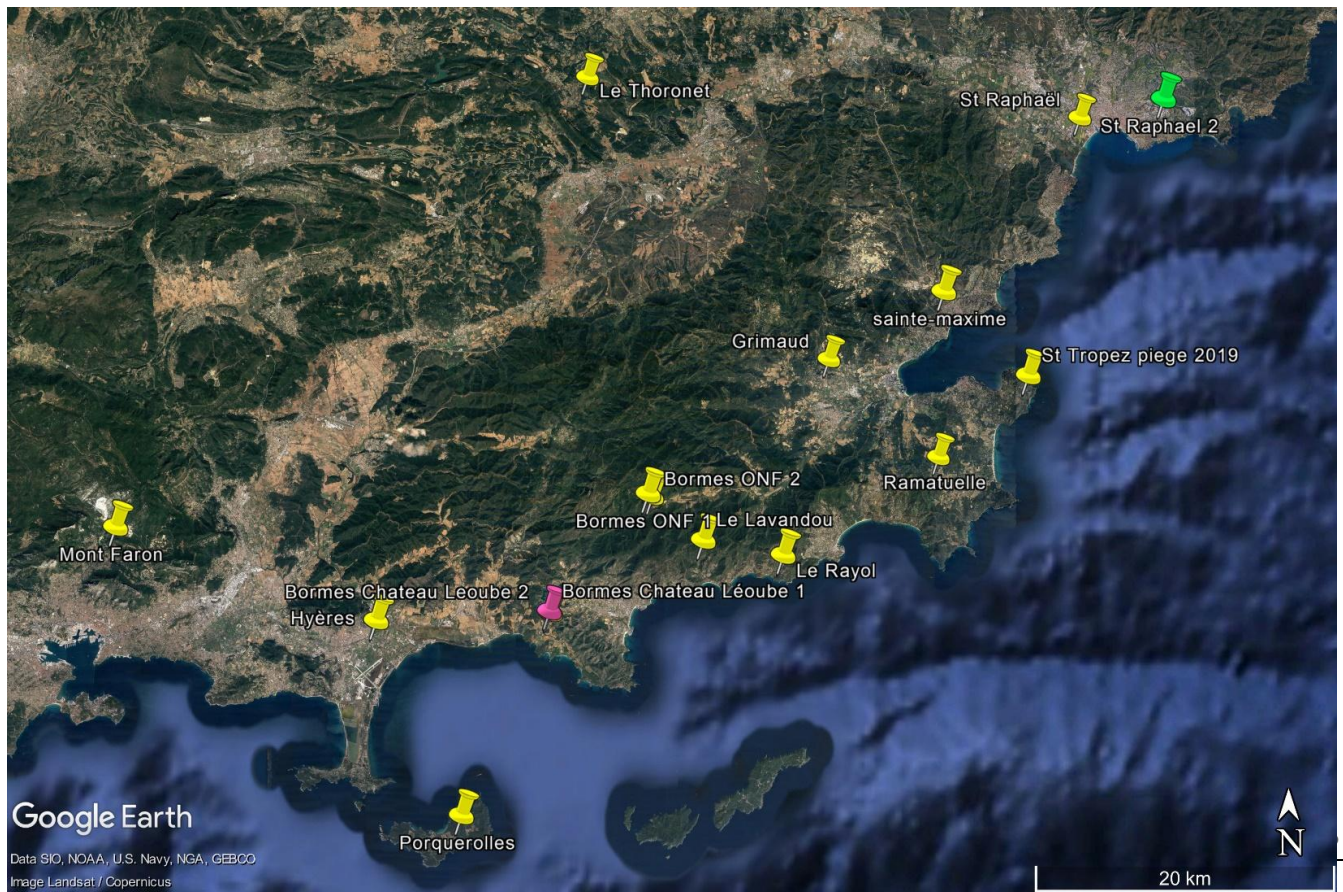 Le Thoronet
St Raphaël
St Raphael 2
sainte-maxime
Grimaud
St Tropez piege 2019
Ramatuelle
Bormes ONF 2
Bormes ONF 1
Le Lavandou
Mont Faron
Le Rayol
Bormes Chateau Leoube 2
Bormes Chateau Léoube 1
Hyères
Porquerolles
Google Earth
N
Data SIO, NOAA, U.S. Navy, NGA, GEBCO
Image Landsat / Copernicus
20 km